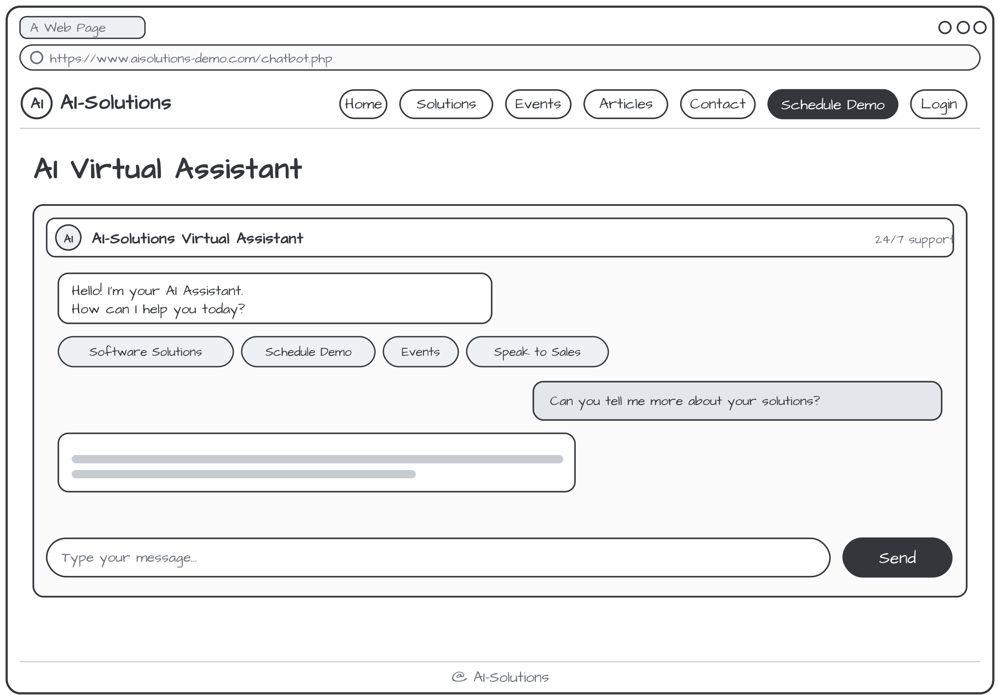 A Web Page
https://www.aisolutions-demo.com/chatbot.php
AI AI-Solutions Home Solutions Events Articles Contact Schedule Demo Login
AI Virtual Assistant
AI AI-Solutions Virtual Assistant 24/7 support
Hello! I'm your AI Assistant.
How can I help you today?
Software Solutions Schedule Demo Events Speak to Sales
Can you tell me more about your solutions?
Type your message... Send
@ AI-Solutions